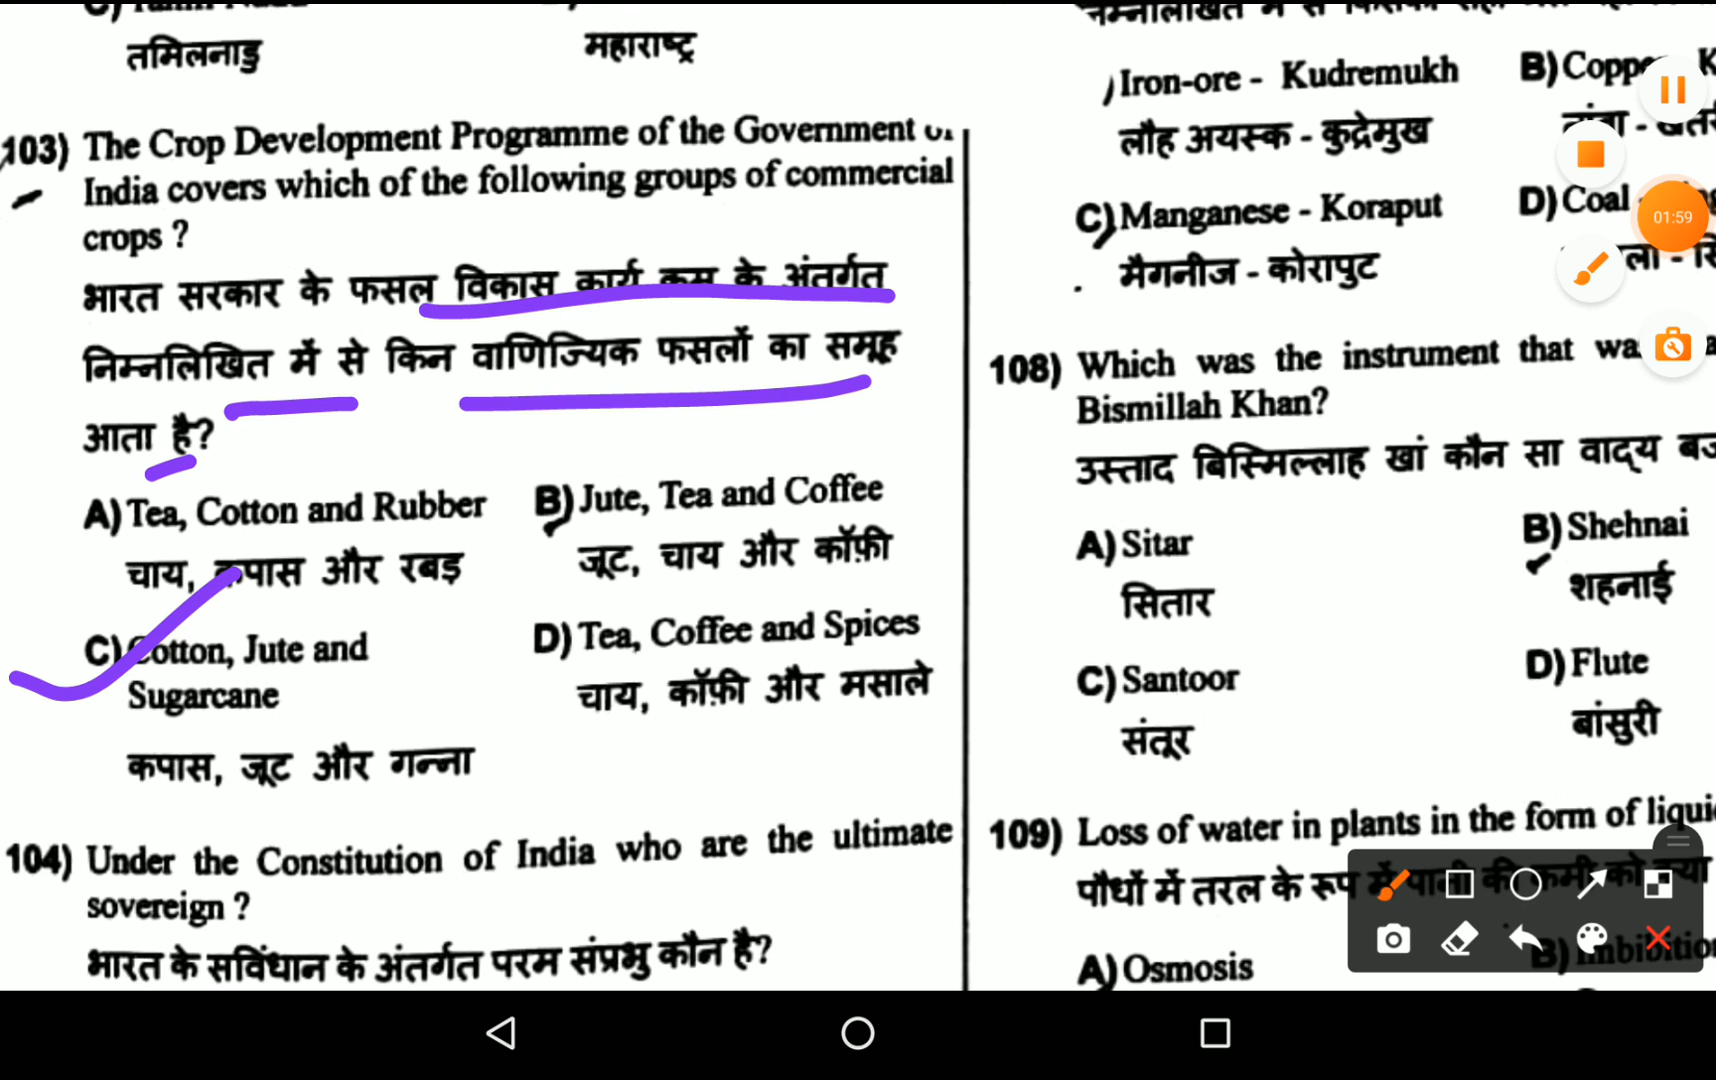 तमिलनाडु
महाराष्ट्र
103) The Crop Development Programme of the Government of
India covers which of the following groups of commercial
crops ?
भारत सरकार के फसल विकास कार्य क्रम के अंतर्गत
निम्नलिखित में से किन वाणिज्यिक फसलों का समूह
आता है?
A) Tea, Cotton and Rubber
चाय, कपास और रबड़
B) Jute, Tea and Coffee
जूट, चाय और कॉफ़ी
C) Cotton, Jute and
Sugarcane
कपास, जूट और गन्ना
D) Tea, Coffee and Spices
चाय, कॉफ़ी और मसाले
104) Under the Constitution of India who are the ultimate
sovereign ?
भारत के सविंधान के अंतर्गत परम संप्रभु कौन है?
) Iron-ore - Kudremukh
लौह अयस्क - कुद्रेमुख
B)
C) Manganese - Koraput
मैगनीज - कोरापुट
D) Coal
108) Which was the instrument that
Bismillah Khan?
उस्ताद बिस्मिल्लाह खां कौन सा वाद्य
A) Sitar
सितार
B) Shehnai
शहनाई
C) Santoor
संतूर
D) Flute
बांसुरी
109) Loss of water in plants in the form of
पौधों में तरल के रूप में पानी की कमी को क्या
A) Osmosis
B) Imbibition
01:59